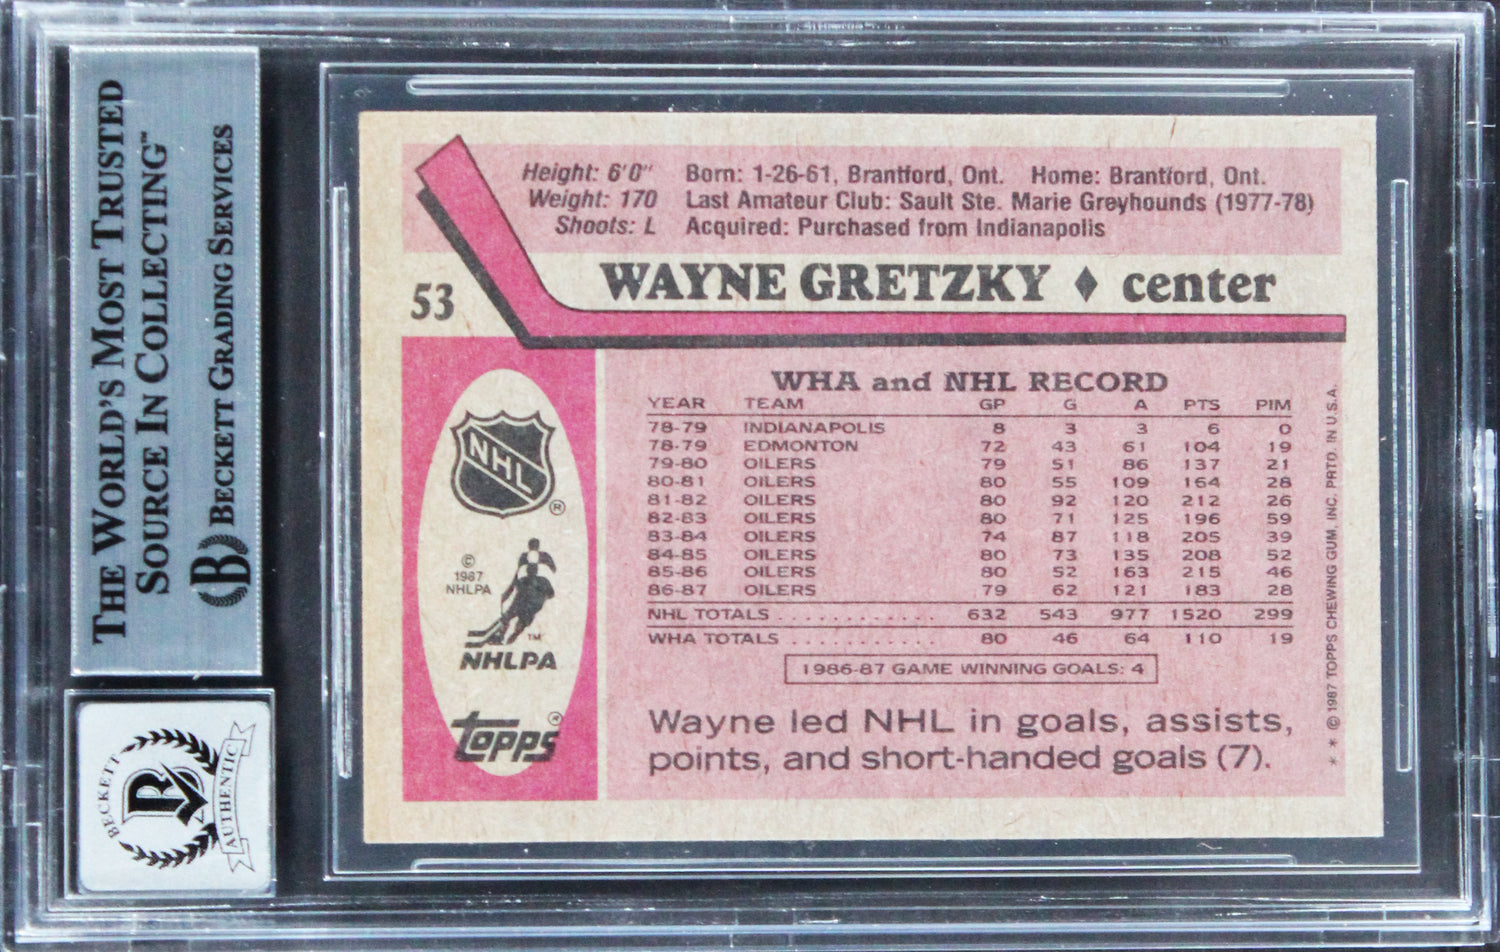 THE WORLD'S MOST TRUSTED
SOURCE IN COLLECTING™
BECKETT GRADING SERVICES
B
BECKETT
B
AUTHENTIC
Height: 6'0" Born: 1-26-61, Brantford, Ont. Home: Brantford, Ont.
Weight: 170 Last Amateur Club: Sault Ste. Marie Greyhounds (1977-78)
Shoots: L Acquired: Purchased from Indianapolis
53
WAYNE GRETZKY ♦ center
NHL
®
©
1987
NHLPA
TM
NHLPA
topps®
WHA and NHL RECORD
YEAR TEAM GP G A PTS PIM
78-79 INDIANAPOLIS 8 3 3 6 0
78-79 EDMONTON 72 43 61 104 19
79-80 OILERS 79 51 86 137 21
80-81 OILERS 80 55 109 164 28
81-82 OILERS 80 92 120 212 26
82-83 OILERS 80 71 125 196 59
83-84 OILERS 74 87 118 205 39
84-85 OILERS 80 73 135 208 52
85-86 OILERS 80 52 163 215 46
86-87 OILERS 79 62 121 183 28
NHL TOTALS . . . . . . . . . . . . . 632 543 977 1520 299
WHA TOTALS . . . . . . . . . . . . . 80 46 64 110 19
1986-87 GAME WINNING GOALS: 4
Wayne led NHL in goals, assists,
points, and short-handed goals (7).
* * © 1987 TOPPS CHEWING GUM, INC. PRTD. IN U.S.A.